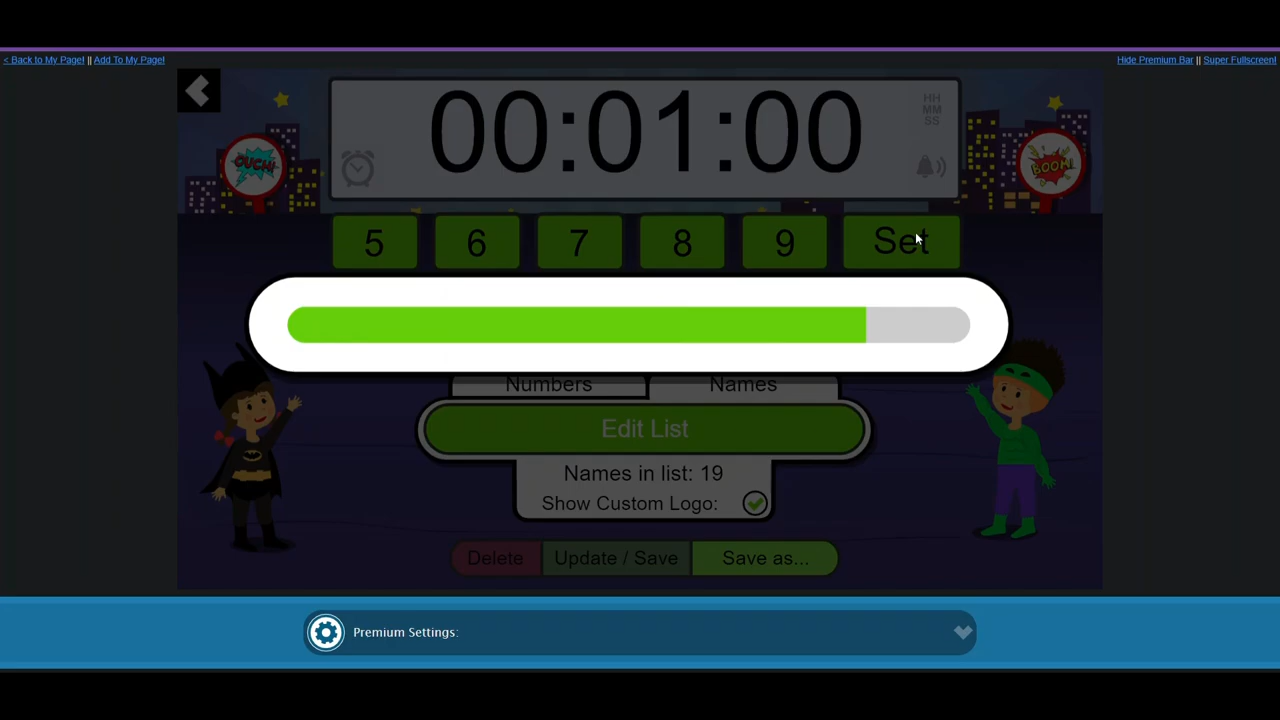 < Back to My Page! || Add To My Page!
Hide Premium Bar || Super Fullscreen!
00:01:00
HH
MM
SS
OUCH!
BOOM!
5 6 7 8 9 Set
Numbers Names
Edit List
Names in list: 19
Show Custom Logo:
Delete Update / Save Save as...
Premium Settings: